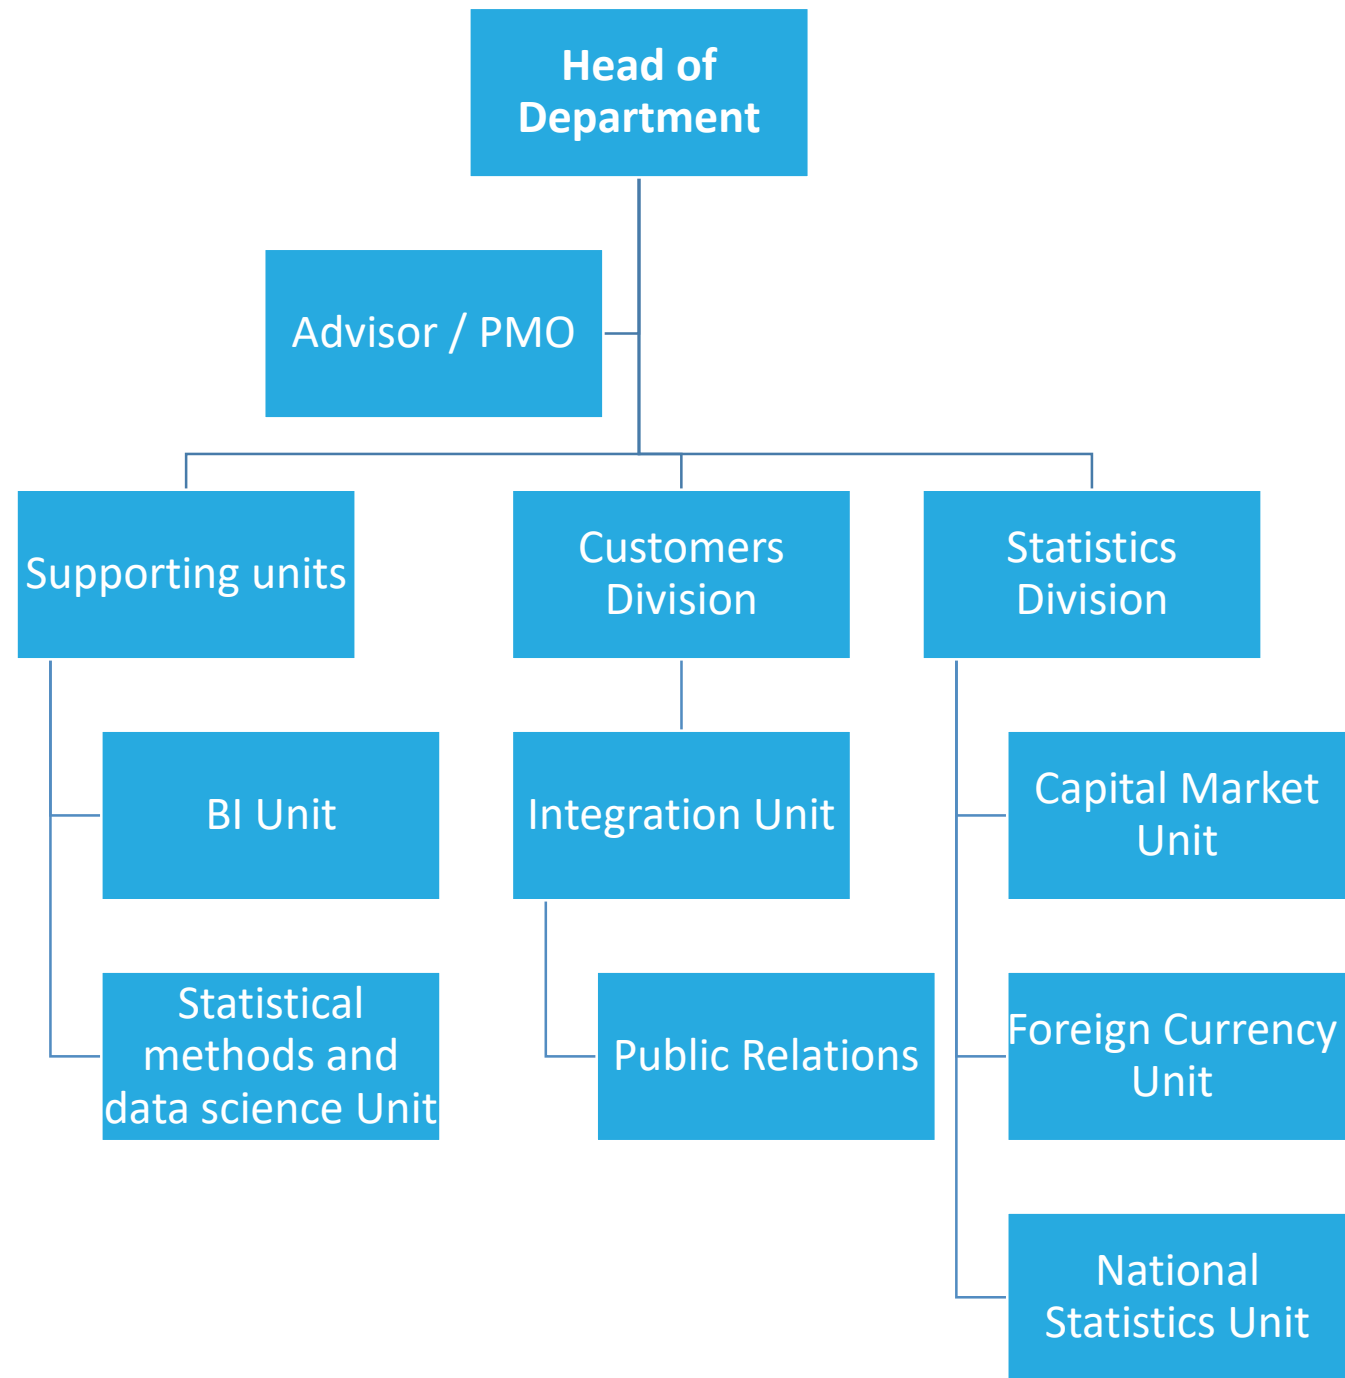 Head of
Department
Advisor / PMO
Supporting units
Customers
Division
Statistics
Division
BI Unit
Integration Unit
Capital Market
Unit
Statistical
methods and
data science Unit
Public Relations
Foreign Currency
Unit
National
Statistics Unit